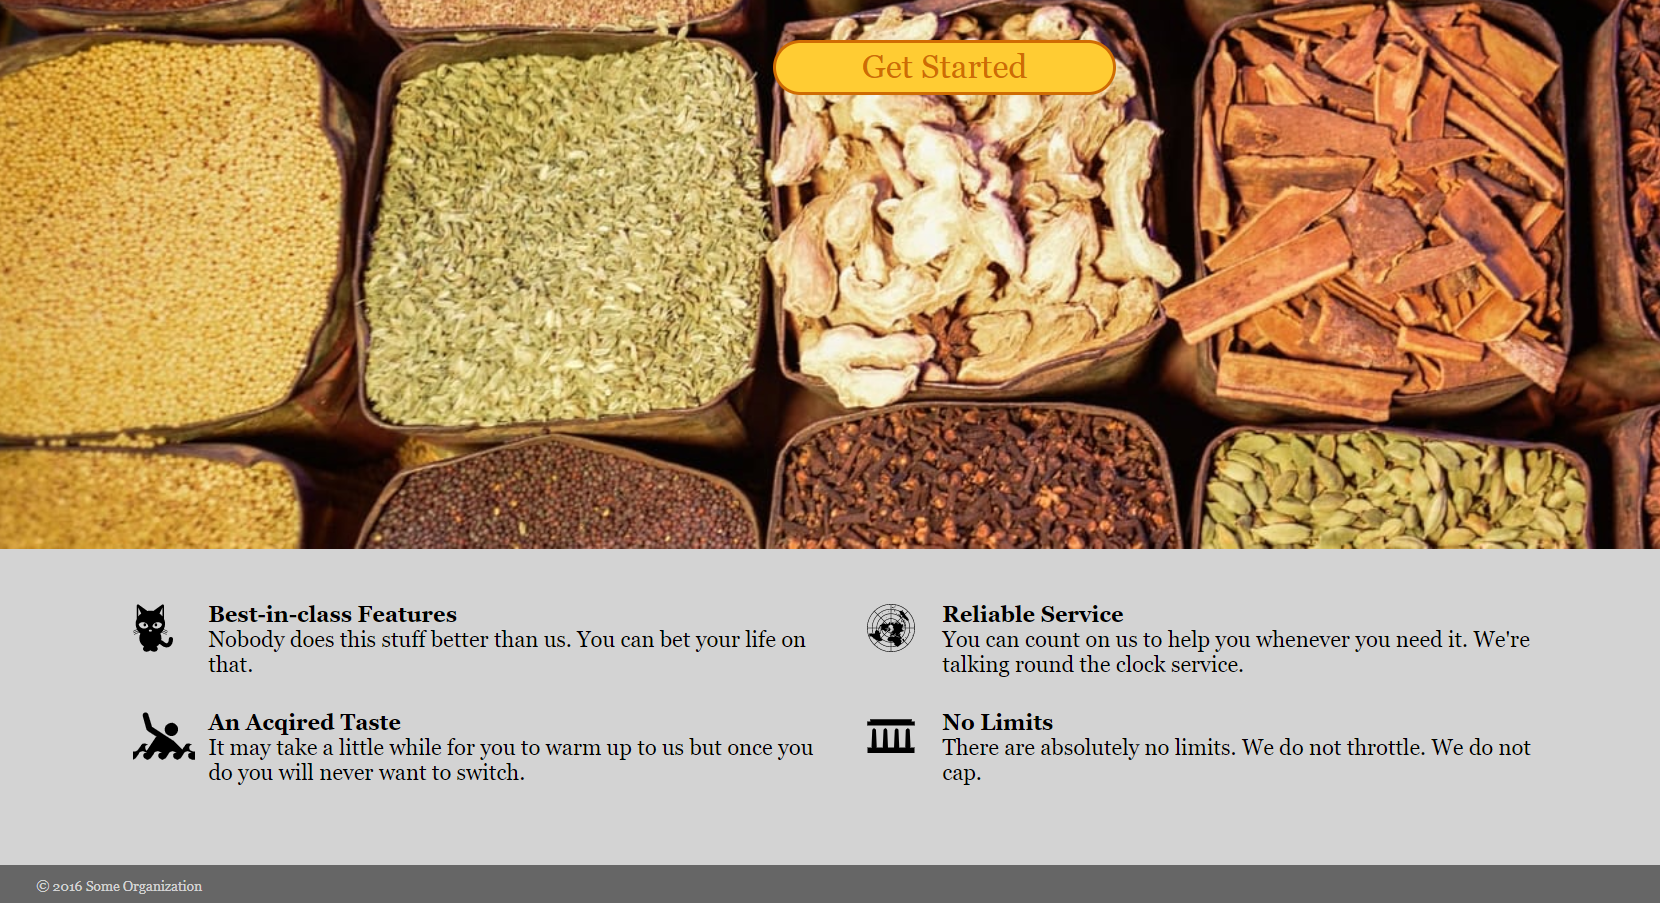 Get Started
Best-in-class Features
Nobody does this stuff better than us. You can bet your life on
that.
Reliable Service
You can count on us to help you whenever you need it. We're
talking round the clock service.
An Acqired Taste
It may take a little while for you to warm up to us but once you
do you will never want to switch.
No Limits
There are absolutely no limits. We do not throttle. We do not
cap.
© 2016 Some Organization